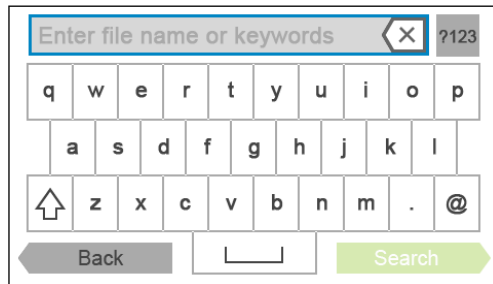 Enter file name or keywords ?123
q w e r t y u i o p
a s d f g h j k l
z x c v b n m . @
Back Search